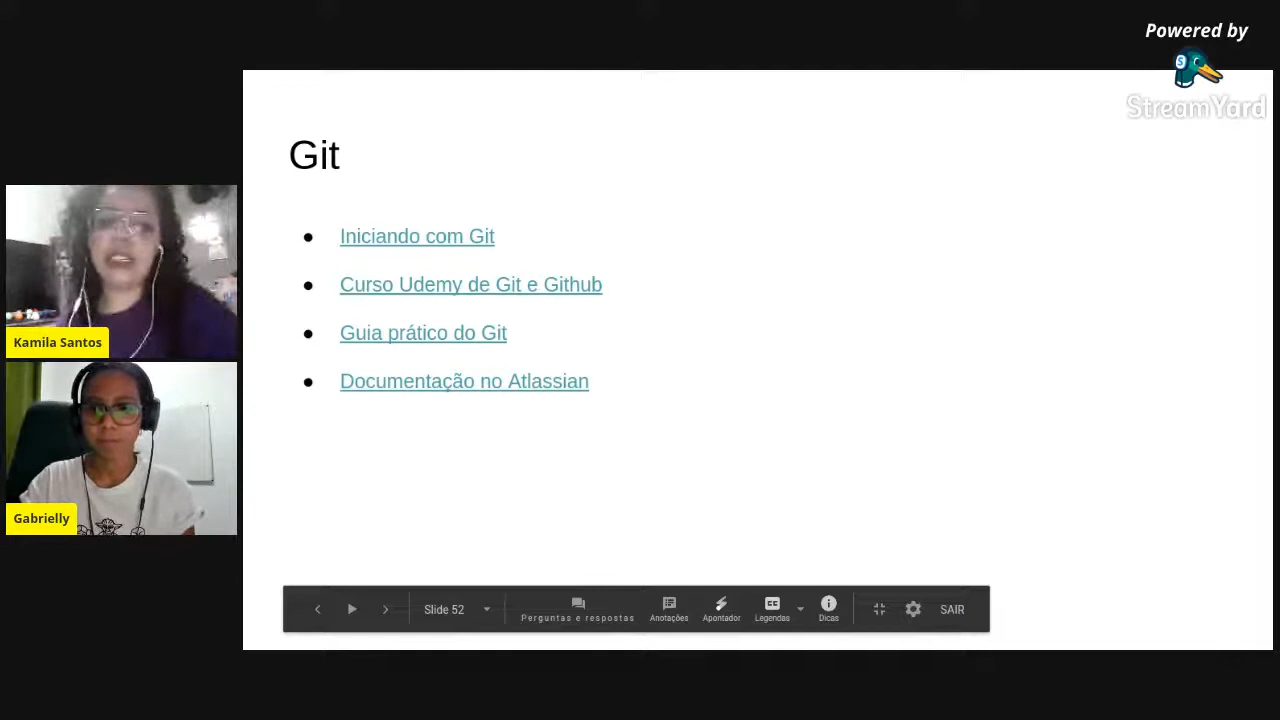 Powered by
StreamYard
Git
Iniciando com Git
Curso Udemy de Git e Github
Guia prático do Git
Documentação no Atlassian
Kamila Santos
Gabrielly
Slide 52
Perguntas e respostas
Anotações
Apontador
Legendas
Dicas
SAIR